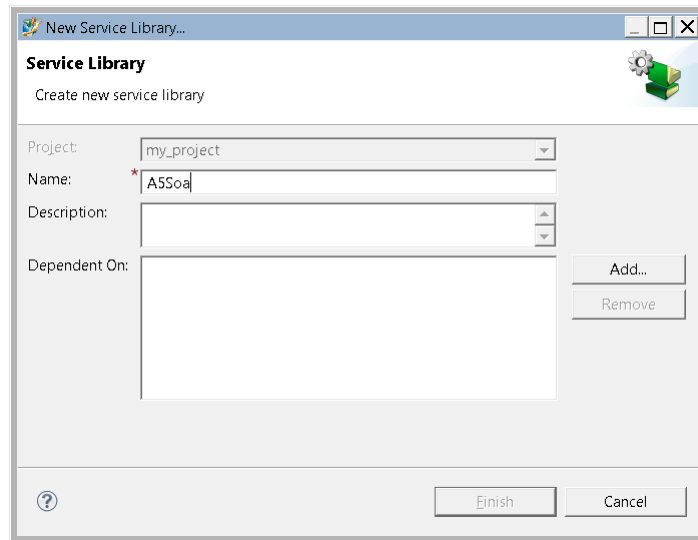 New Service Library...
Service Library
Create new service library
Project: my_project
Name: * A5Soa
Description:
Dependent On:
Add...
Remove
?
Finish
Cancel